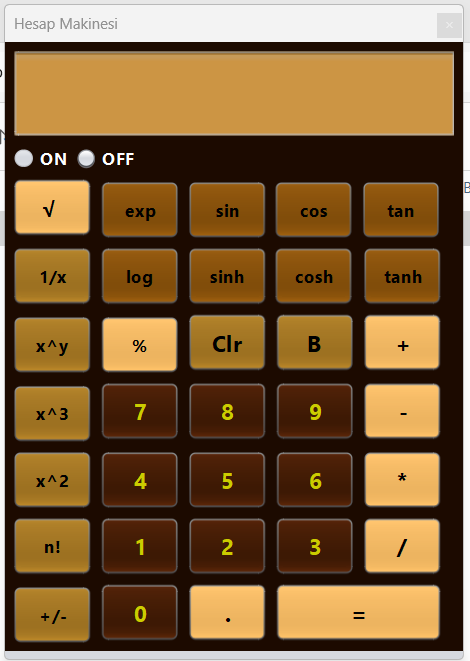 Hesap Makinesi
ON OFF
√ exp sin cos tan
1/x log sinh cosh tanh
x^y % Clr B +
x^3 7 8 9 -
x^2 4 5 6 *
n! 1 2 3 /
+/- 0 . =
B